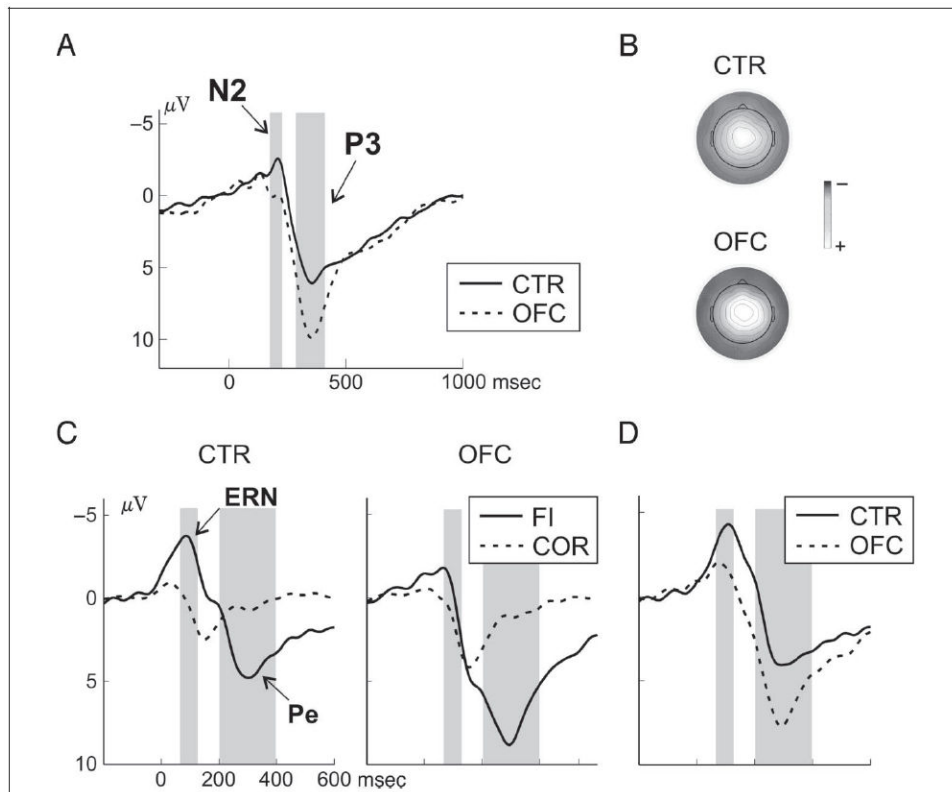 A
B
N2
μV
P3
−5
0
5
10
0 500 1000 msec
CTR
OFC
CTR
−
+
OFC
C
CTR
OFC
D
μV
ERN
Pe
−5
0
5
10
0 200 400 600 msec
FI
COR
CTR
OFC